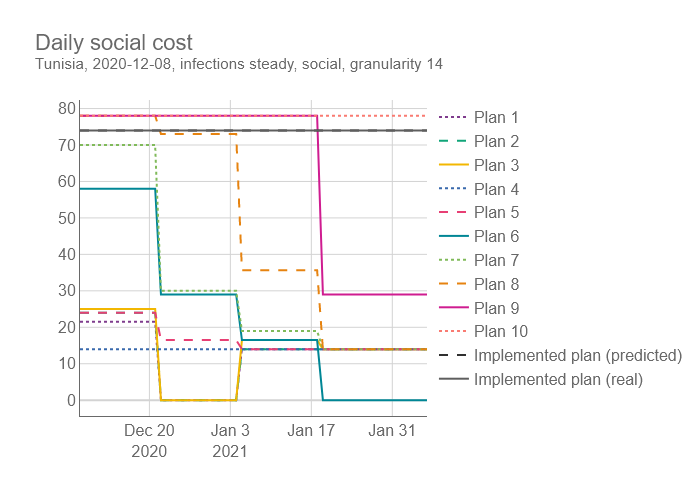 Daily social cost
Tunisia, 2020-12-08, infections steady, social, granularity 14
80
70
60
50
40
30
20
10
0
Dec 20
2020
Jan 3
2021
Jan 17
Jan 31
Plan 1
Plan 2
Plan 3
Plan 4
Plan 5
Plan 6
Plan 7
Plan 8
Plan 9
Plan 10
Implemented plan (predicted)
Implemented plan (real)